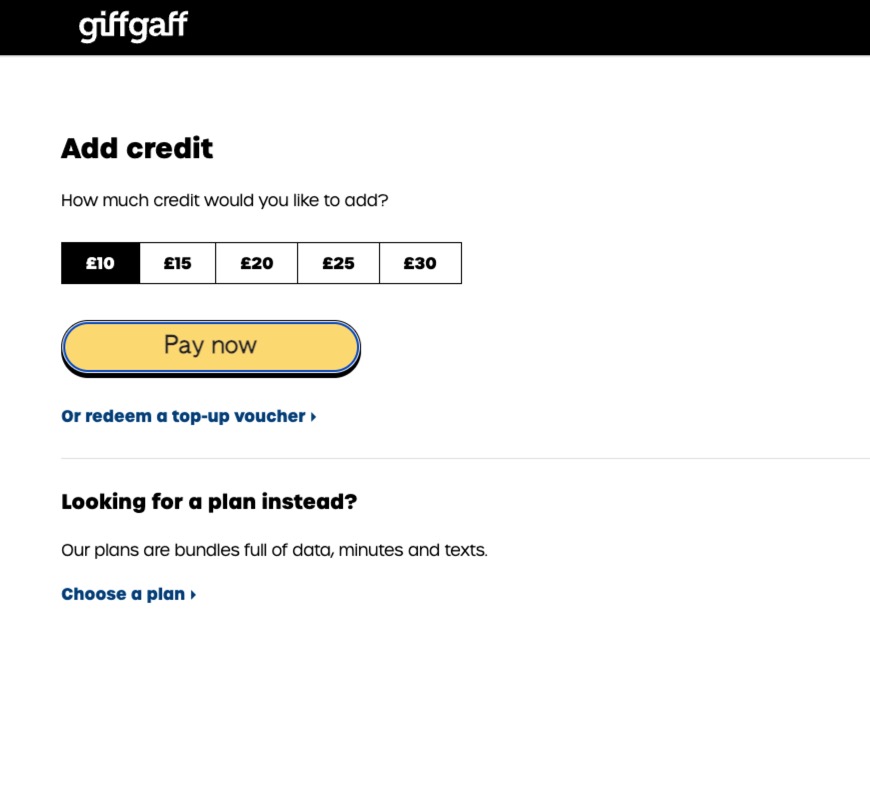 giffgaff
Add credit
How much credit would you like to add?
£10 £15 £20 £25 £30
Pay now
Or redeem a top-up voucher
Looking for a plan instead?
Our plans are bundles full of data, minutes and texts.
Choose a plan